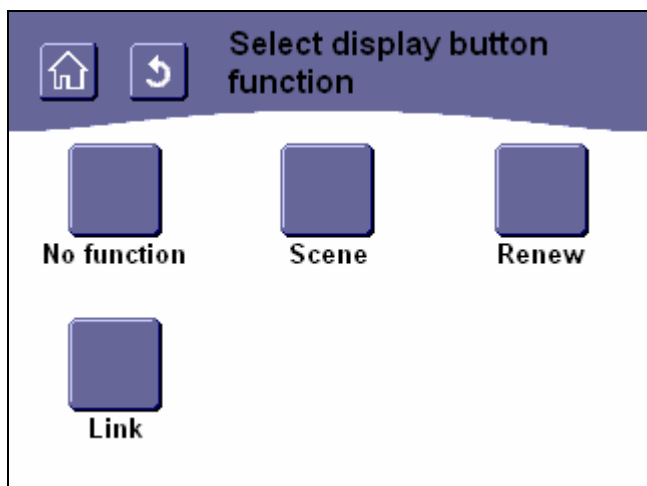 Select display button
function
No function
Scene
Renew
Link